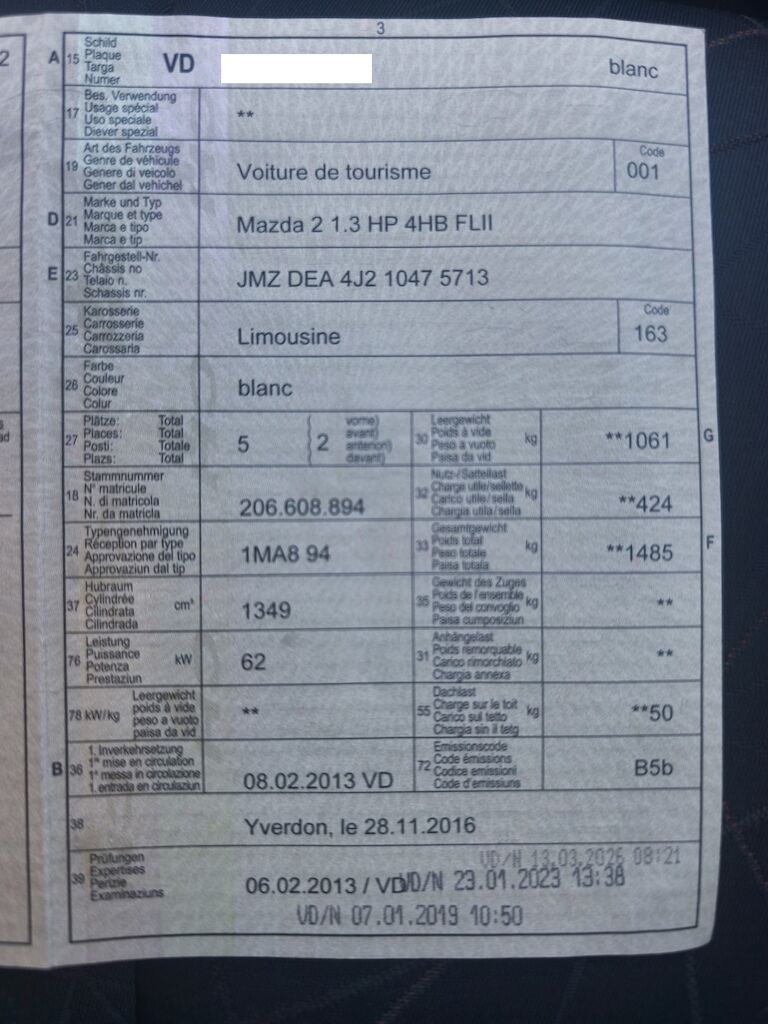 3
2
A 15 Schild
Plaque
Targa
Numer
VD
blanc
17 Bes. Verwendung
Usage spécial
Uso speciale
Diever spezial
**
19 Art des Fahrzeugs
Genre de véhicule
Genere di veicolo
Gener dal vehichel
Voiture de tourisme
Code
001
D 21 Marke und Typ
Marque et type
Marca e tipo
Marca e tip
Mazda 2 1.3 HP 4HB FLII
E 23 Fahrgestell-Nr.
Châssis no
Telaio n.
Schassis nr.
JMZ DEA 4J2 1047 5713
25 Karosserie
Carrosserie
Carrozzeria
Carossaria
Limousine
Code
163
26 Farbe
Couleur
Colore
Colur
blanc
27 Plätze: Total
Places: Total
Posti: Totale
Plazs: Total
5 ( 2 vorne)
avant)
anteriori)
davant)
30 Leergewicht
Poids à vide
Peso a vuoto
Paisa da vid
kg
**1061
G
18 Stammnummer
N° matricule
N. di matricola
Nr. da matricla
206.608.894
32 Nutz-/Sattellast
Charge utile/sellette
Carico utile/sella
Chargia utila/sella
kg
**424
24 Typengenehmigung
Réception par type
Approvazione del tipo
Approvaziun dal tip
1MA8 94
33 Gesamtgewicht
Poids total
Peso totale
Paisa totala
kg
**1485
F
37 Hubraum
Cylindrée
Cilindrata
Cilindrada
cm³
1349
35 Gewicht des Zuges
Poids de l'ensemble
Peso del convoglio
Paisa cumposiziun
kg
**
76 Leistung
Puissance
Potenza
Prestaziun
kW
62
31 Anhängelast
Poids remorquable
Carico rimorchiato
Chargia annexa
kg
**
78 kW/kg Leergewicht
poids à vide
peso a vuoto
paisa da vid
**
55 Dachlast
Charge sur le toit
Carico sul tetto
Chargia sin il tetg
kg
**50
B 36 1. Inverkehrsetzung
1re mise en circulation
1a messa in circolazione
1. entrada en circulaziun
08.02.2013 VD
72 Emissionscode
Code émissions
Codice emissioni
Code d'emissiuns
B5b
38
Yverdon, le 28.11.2016
39 Prüfungen
Expertises
Perizie
Examinaziuns
VD/N 13.03.2026 08:21
06.02.2013 / VD VD/N 23.01.2023 13:38
VD/N 07.01.2019 10:50